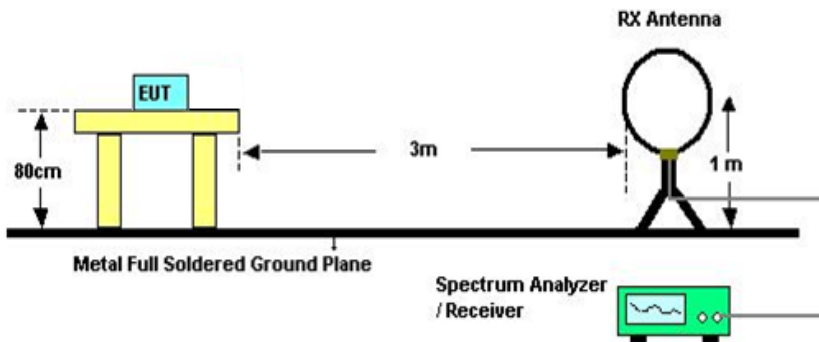 RX Antenna
EUT
3m
80cm
1 m
Metal Full Soldered Ground Plane
Spectrum Analyzer
/ Receiver